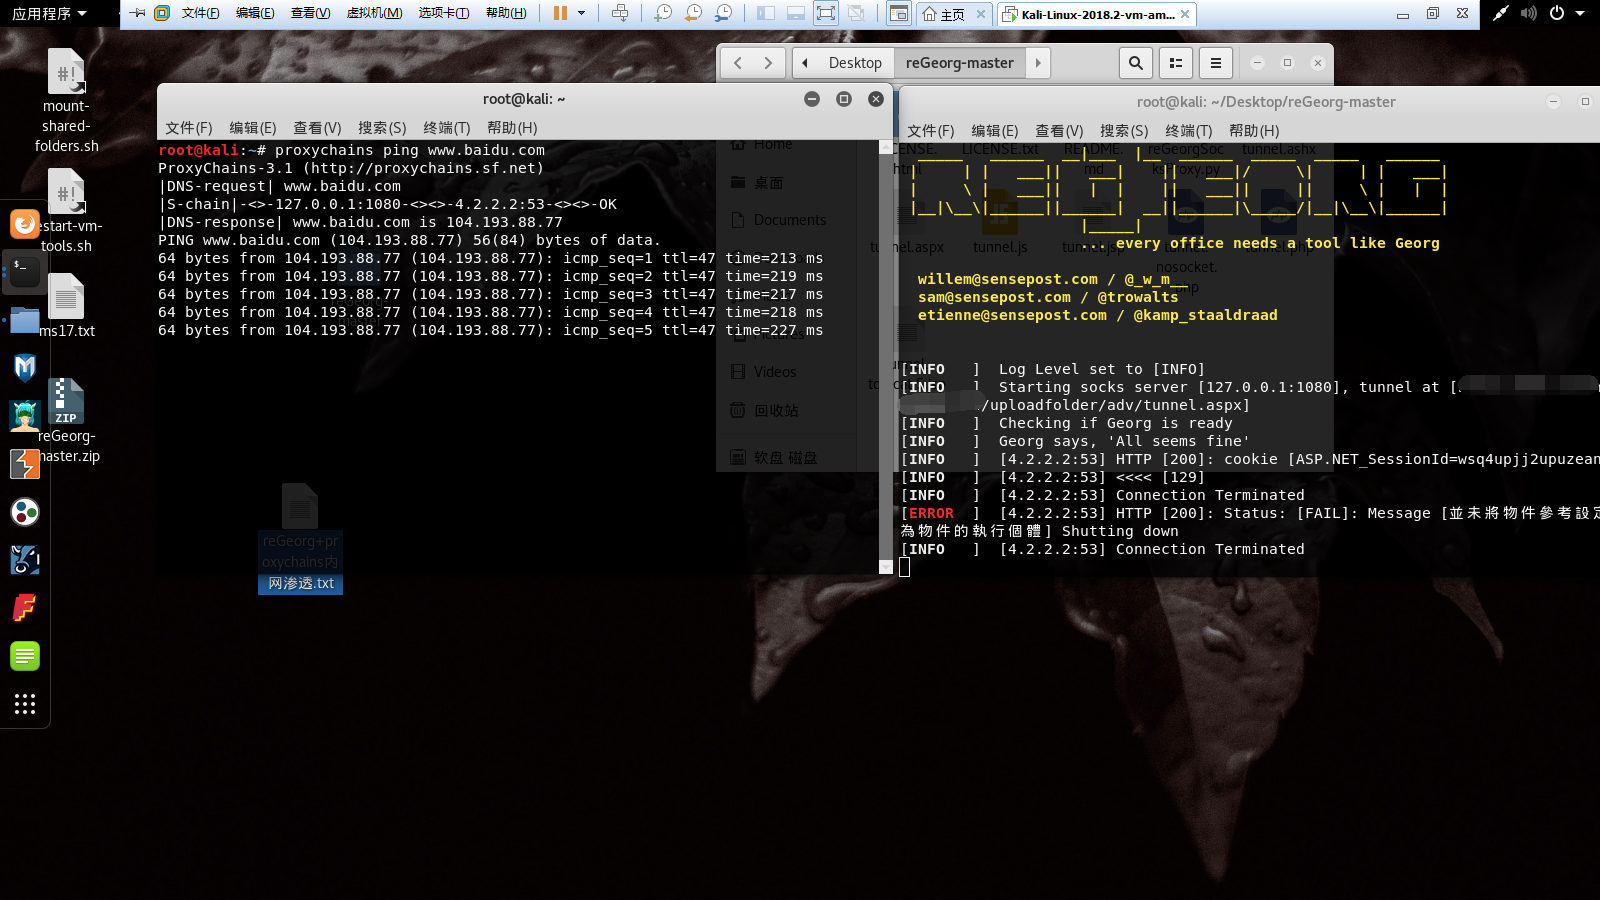 应用程序
文件(F) 编辑(E) 查看(V) 虚拟机(M) 选项卡(T) 帮助(H)
主页
Kali-Linux-2018.2-vm-am...
mount-
shared-
folders.sh
estart-vm-
tools.sh
ms17.txt
ZIP
reGeorg-
master.zip
reGeorg+pr
oxychains内
网渗透.txt
Desktop
reGeorg-master
root@kali: ~
文件(F) 编辑(E) 查看(V) 搜索(S) 终端(T) 帮助(H)
root@kali:~# proxychains ping www.baidu.com
ProxyChains-3.1 (http://proxychains.sf.net)
|DNS-request| www.baidu.com
|S-chain|-<>-127.0.0.1:1080-<><>-4.2.2.2:53-<><>-OK
|DNS-response| www.baidu.com is 104.193.88.77
PING www.baidu.com (104.193.88.77) 56(84) bytes of data.
64 bytes from 104.193.88.77 (104.193.88.77): icmp_seq=1 ttl=47 time=213 ms
64 bytes from 104.193.88.77 (104.193.88.77): icmp_seq=2 ttl=47 time=219 ms
64 bytes from 104.193.88.77 (104.193.88.77): icmp_seq=3 ttl=47 time=217 ms
64 bytes from 104.193.88.77 (104.193.88.77): icmp_seq=4 ttl=47 time=218 ms
64 bytes from 104.193.88.77 (104.193.88.77): icmp_seq=5 ttl=47 time=227 ms
Home
桌面
Documents
Pictures
Videos
回收站
软盘 磁盘
root@kali: ~/Desktop/reGeorg-master
文件(F) 编辑(E) 查看(V) 搜索(S) 终端(T) 帮助(H)
LICENSE.txt
README.
md
reGeorgSoc
ksProxy.py
tunnel.ashx
tunnel.aspx
tunnel.js
nosocket.
... every office needs a tool like Georg
willem@sensepost.com / @_w_m__
sam@sensepost.com / @trowalts
etienne@sensepost.com / @kamp_staaldraad
[INFO   ]  Log Level set to [INFO]
[INFO   ]  Starting socks server [127.0.0.1:1080], tunnel at [
/uploadfolder/adv/tunnel.aspx]
[INFO   ]  Checking if Georg is ready
[INFO   ]  Georg says, 'All seems fine'
[INFO   ]  [4.2.2.2:53] HTTP [200]: cookie [ASP.NET_SessionId=wsq4upjj2upuzean
[INFO   ]  [4.2.2.2:53] <<<< [129]
[INFO   ]  [4.2.2.2:53] Connection Terminated
[ERROR  ]  [4.2.2.2:53] HTTP [200]: Status: [FAIL]: Message [並未將物件參考設定
為物件的執行個體] Shutting down
[INFO   ]  [4.2.2.2:53] Connection Terminated